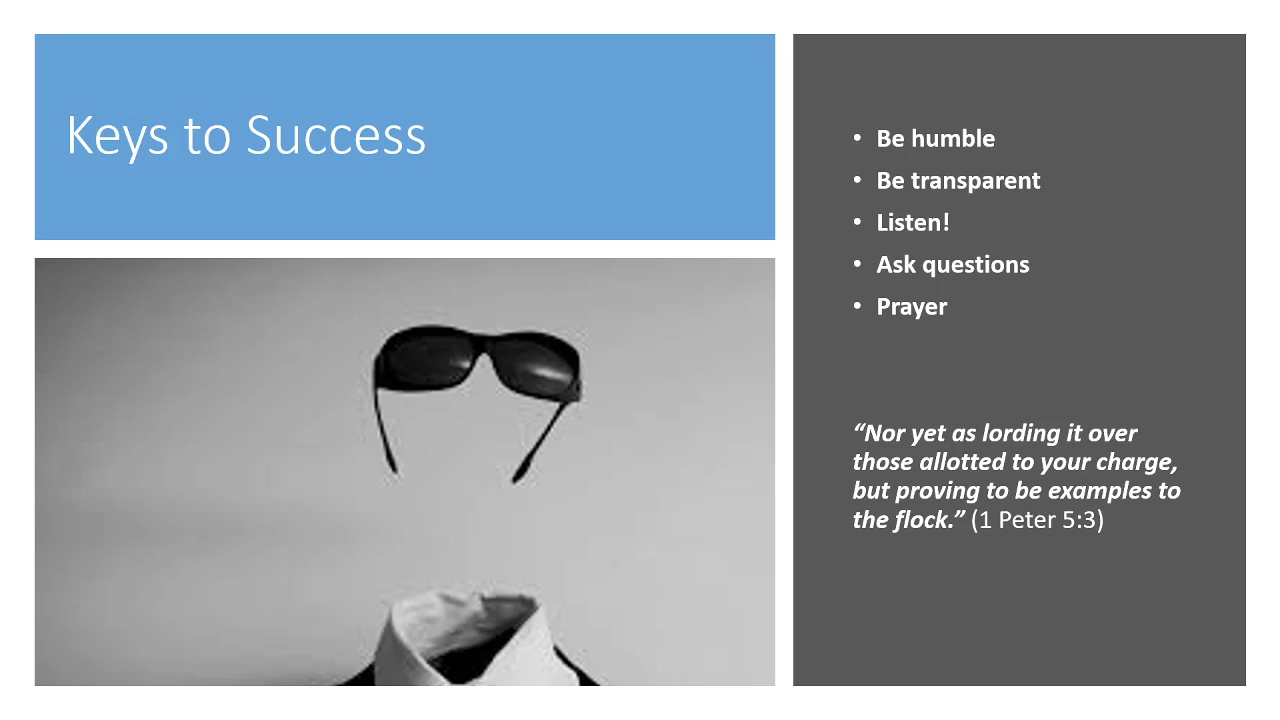 Keys to Success
• Be humble
• Be transparent
• Listen!
• Ask questions
• Prayer
“Nor yet as lording it over
those allotted to your charge,
but proving to be examples to
the flock.” (1 Peter 5:3)